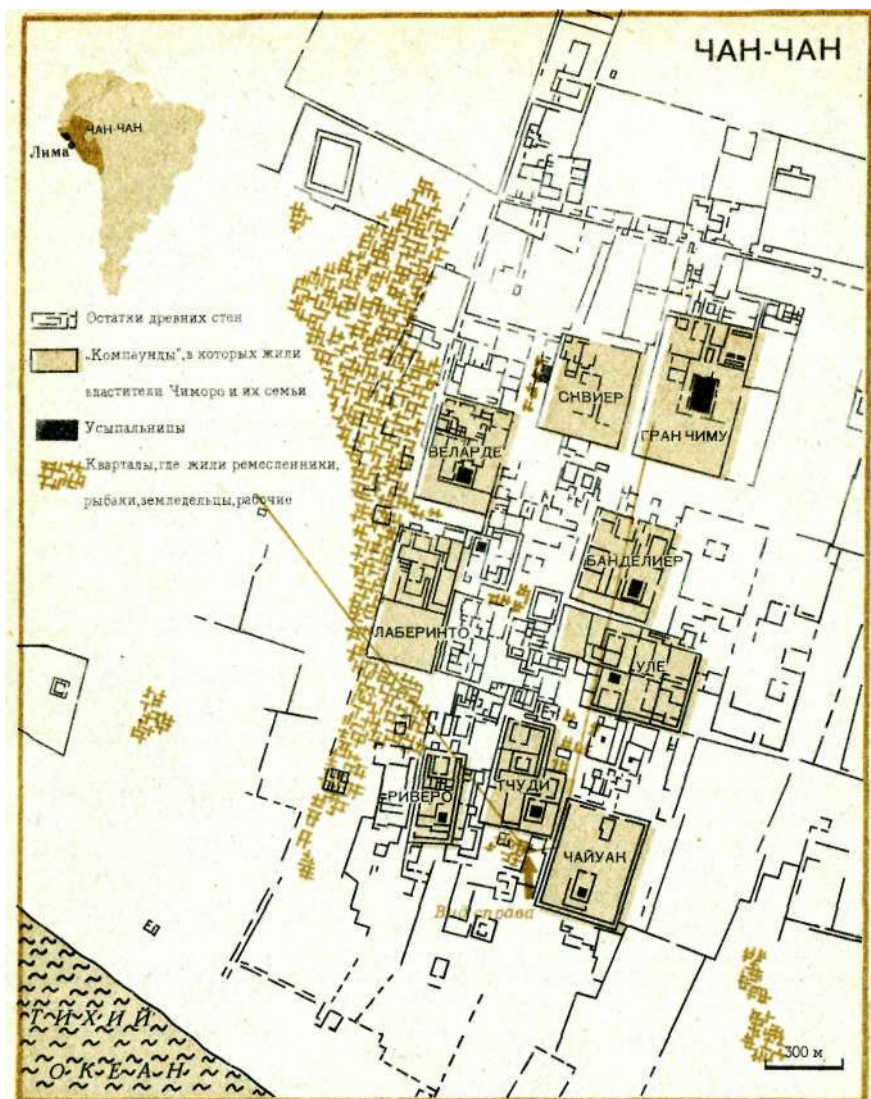 ЧАН-ЧАН
ЧАН-ЧАН
Лима
Остатки древних стен
„Компаунды", в которых жили
властители Чиморо и их семьи
Усыпальницы
Кварталы, где жили ремесленники,
рыбаки, земледельцы, рабочие
СКВИЕР
ГРАН ЧИМУ
ВЕЛАРДЕ
БАНДЕЛИЕР
ЛАБЕРИНТО
УЛЕ
РИВЕРО
ТЧУДИ
ЧАЙУАК
Вид справа
ТИХИЙ
ОКЕАН
300 м